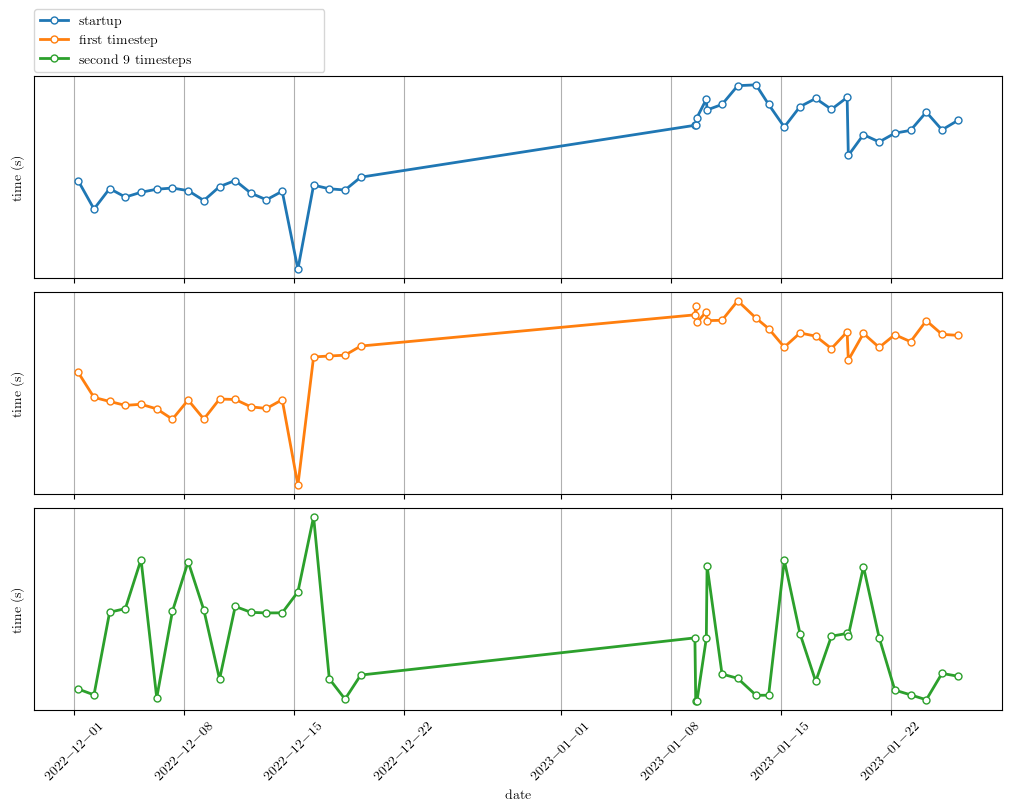 startup
first timestep
second 9 timesteps
time (s)
time (s)
time (s)
2022−12−01
2022−12−08
2022−12−15
2022−12−22
2023−01−01
2023−01−08
2023−01−15
2023−01−22
date